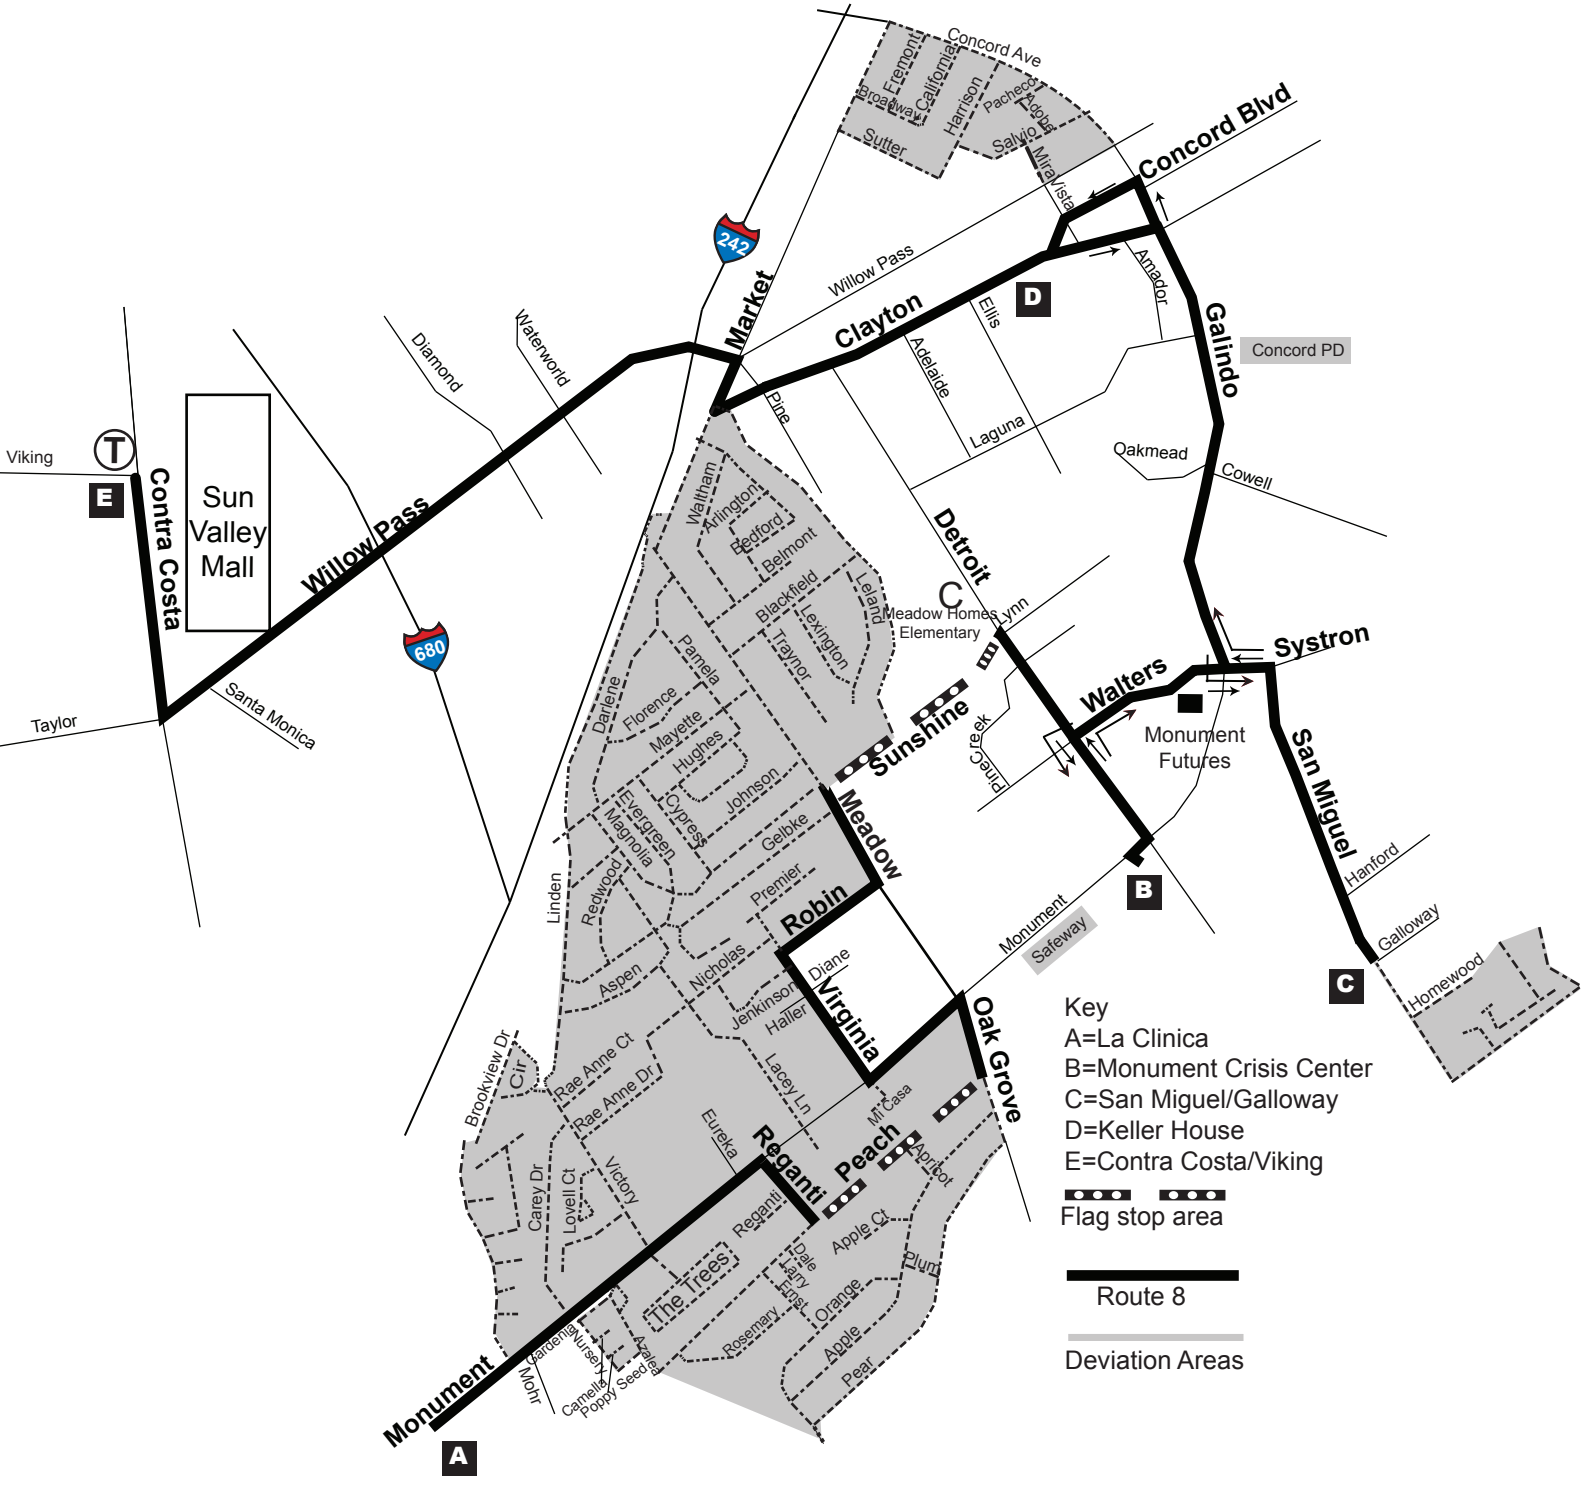 Concord Ave
Fremont
California
Broadway
Harrison
Pacheco
Adobe
Salvio
Sutter
Mira Vista
Concord Blvd
242
Willow Pass
Market
Clayton
Amador
D
Ellis
Galindo
Concord PD
Diamond
Waterworld
Adelaide
Pine
Laguna
Oakmead
Cowell
T
Viking
E
Contra Costa
Sun
Valley
Mall
Willow Pass
Waltham
Arlington
Bedford
Belmont
Blackfield
Leland
Lexington
Traynor
Detroit
C
Meadow Homes
Elementary
Lynn
680
Systron
Walters
Monument
Futures
Santa Monica
Taylor
Pamela
Darlene
Florence
Mayette
Hughes
Johnson
Sunshine
PineCreek
San Miguel
Evergreen
Magnolia
Cypress
Gelbke
Meadow
Premier
Redwood
Linden
Robin
B
Hanford
Galloway
Monument
Safeway
Homewood
C
Aspen
Nicholas
Diane
Jenkinson
Haller
Virginia
Oak Grove
Brookview Dr
Cir
Rae Anne Ct
Rae Anne Dr
Lacey Ln
Mi Casa
Eureka
Reganti
Peach
Apricot
Carey Dr
Lovell Ct
Victory
Reganti
Apple Ct
Plum
Dale
Larry
Ernst
Orange
The Trees
Rosemary
Apple
Pear
Gardenia
Nursery
Azalea
Mohr
Camella
Poppy Seed
Monument
A
Key
A=La Clinica
B=Monument Crisis Center
C=San Miguel/Galloway
D=Keller House
E=Contra Costa/Viking
Flag stop area
Route 8
Deviation Areas